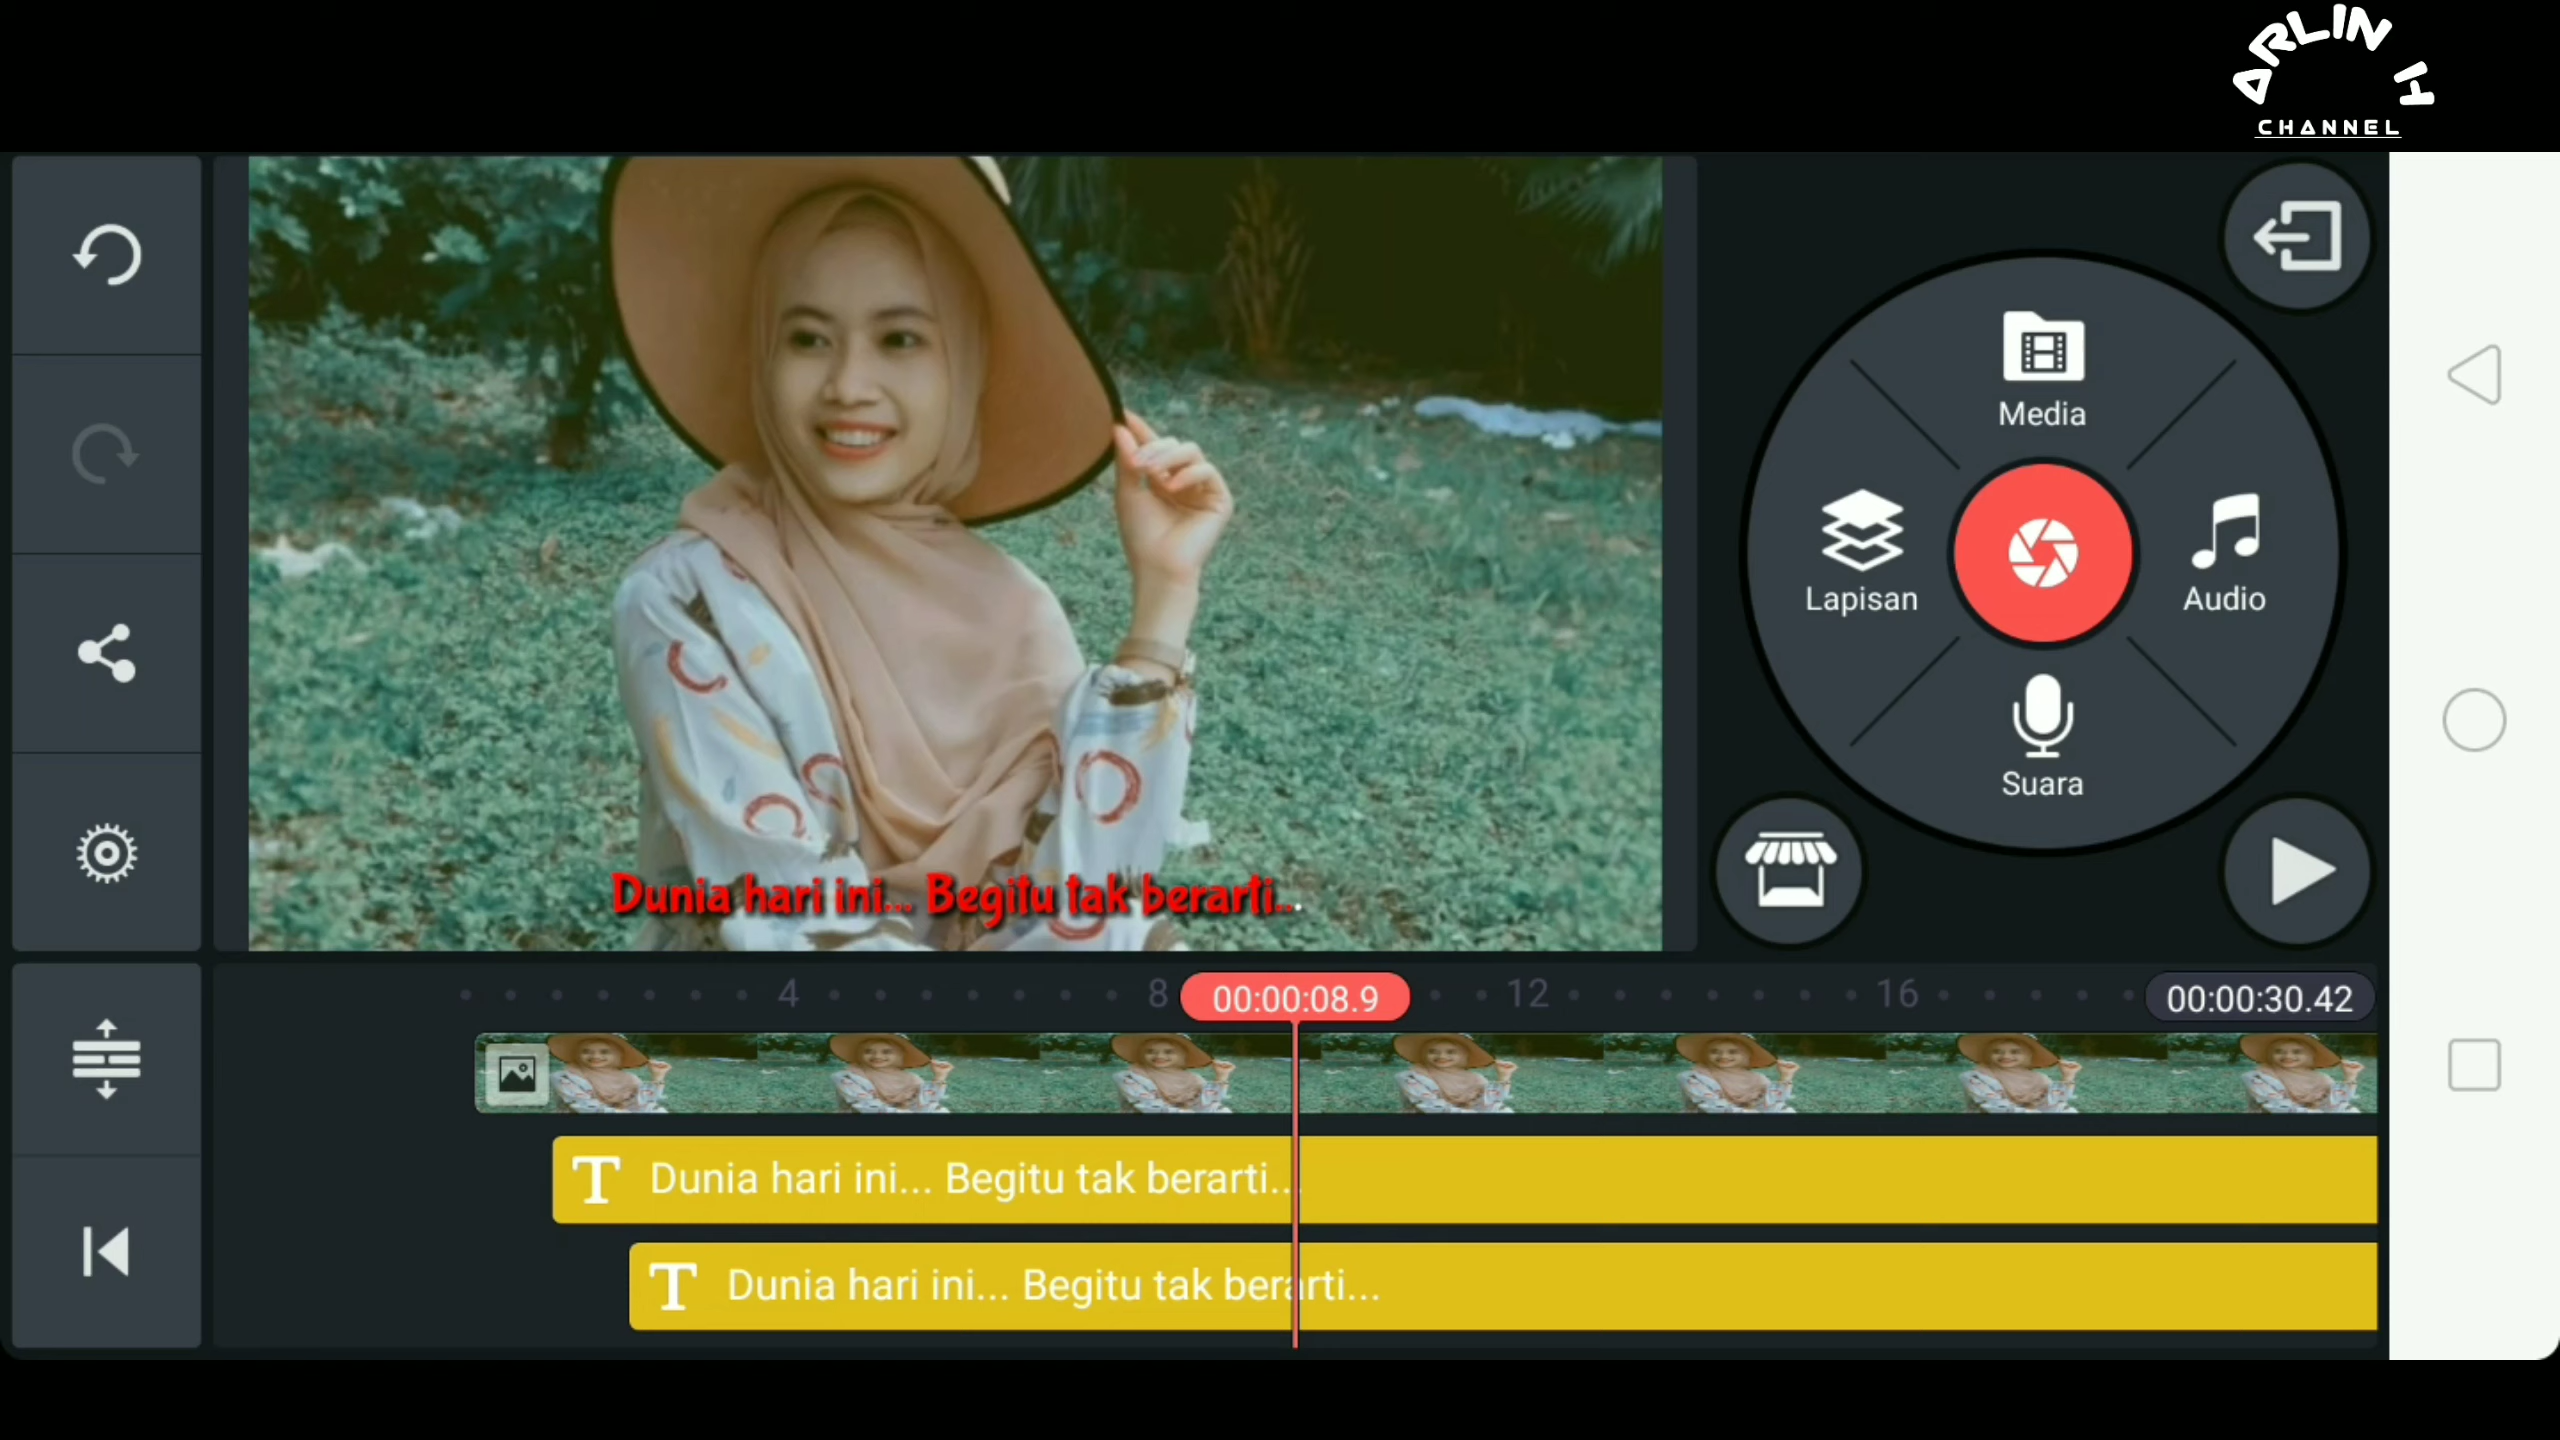 ARLIN H
CHANNEL
Media
Lapisan
Audio
Suara
Dunia hari ini... Begitu tak berarti...
4
8
00:00:08.9
12
16
00:00:30.42
T Dunia hari ini... Begitu tak berarti...
T Dunia hari ini... Begitu tak berarti...